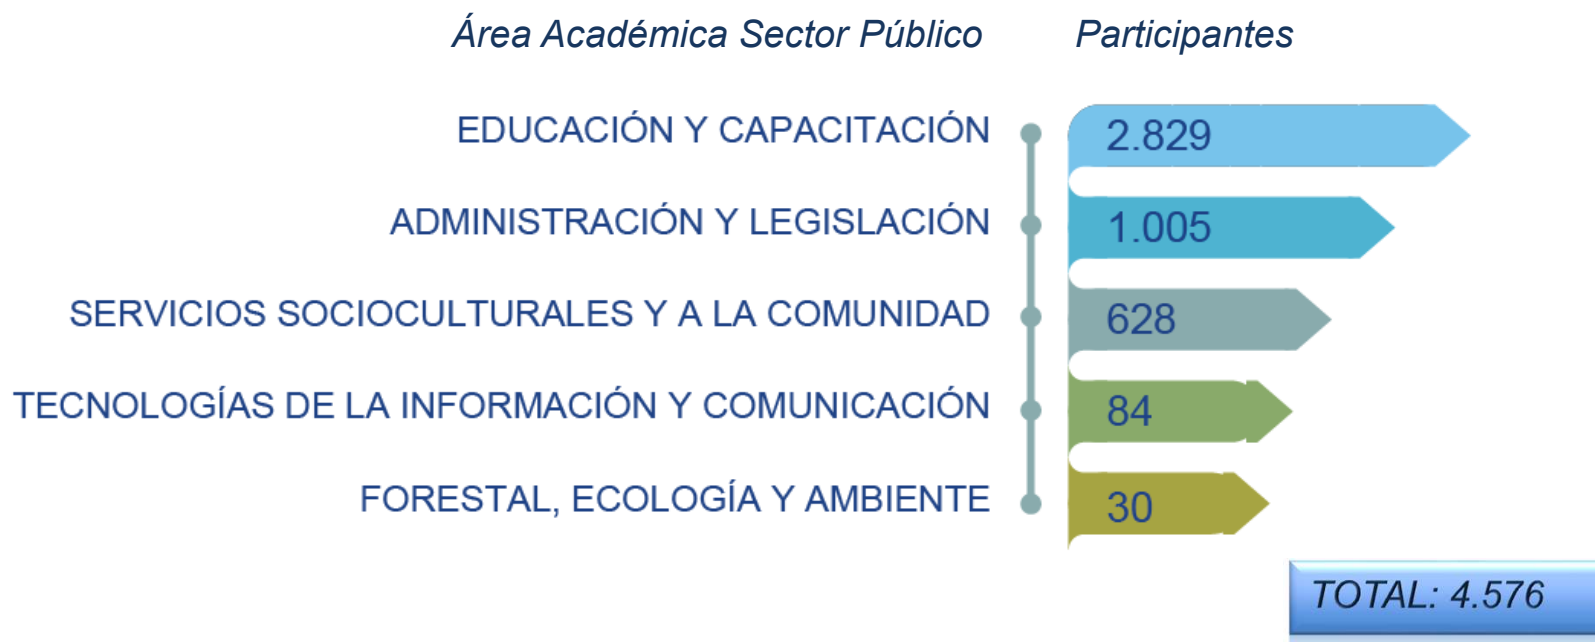 Área Académica Sector Público Participantes
EDUCACIÓN Y CAPACITACIÓN 2.829
ADMINISTRACIÓN Y LEGISLACIÓN 1.005
SERVICIOS SOCIOCULTURALES Y A LA COMUNIDAD 628
TECNOLOGÍAS DE LA INFORMACIÓN Y COMUNICACIÓN 84
FORESTAL, ECOLOGÍA Y AMBIENTE 30
TOTAL: 4.576